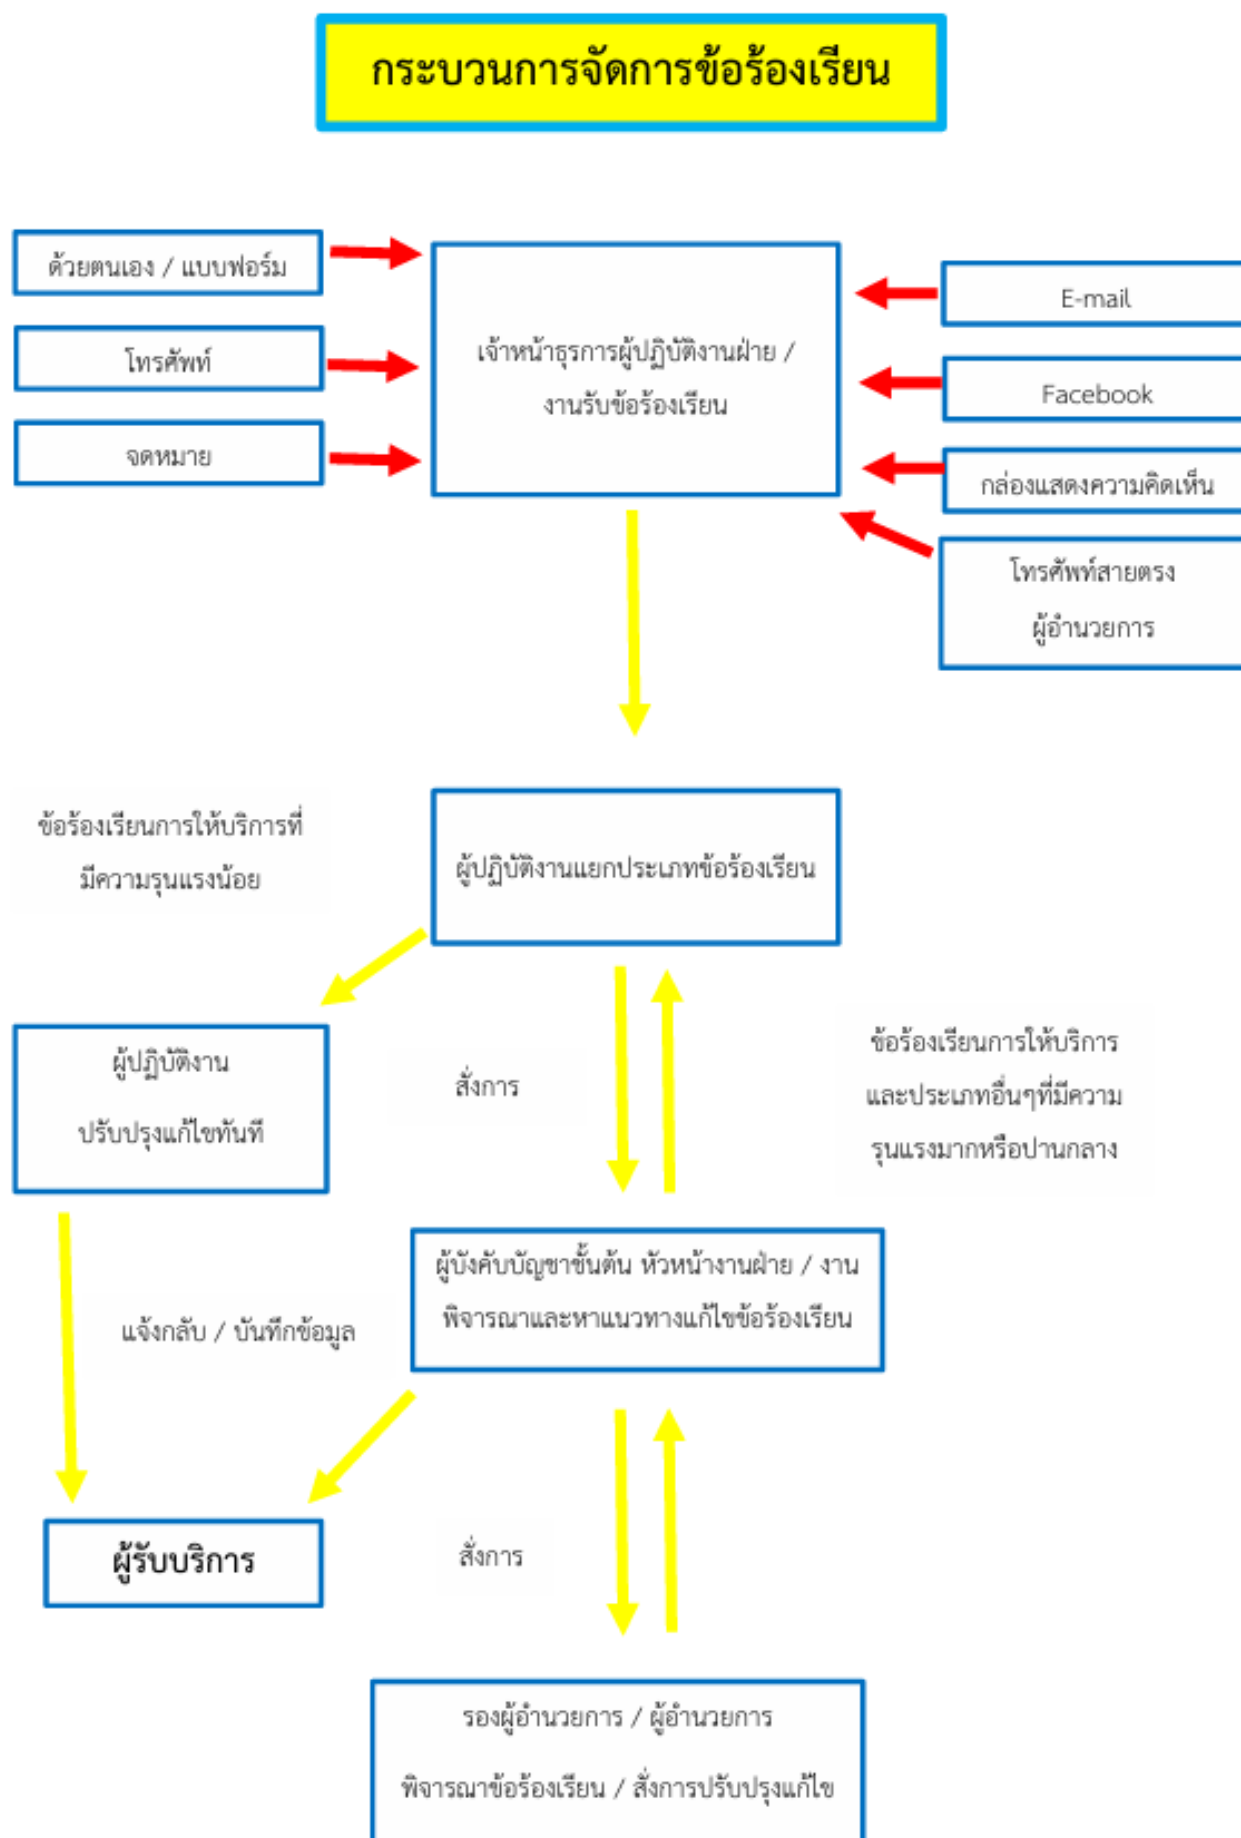 กระบวนการจัดการข้อร้องเรียน
ด้วยตนเอง / แบบฟอร์ม
โทรศัพท์
จดหมาย
เจ้าหน้าธุรการผู้ปฏิบัติงานฝ่าย /
งานรับข้อร้องเรียน
E-mail
Facebook
กล่องแสดงความคิดเห็น
โทรศัพท์สายตรง
ผู้อำนวยการ
ข้อร้องเรียนการให้บริการที่
มีความรุนแรงน้อย
ผู้ปฏิบัติงานแยกประเภทข้อร้องเรียน
ผู้ปฏิบัติงาน
ปรับปรุงแก้ไขทันที
สั่งการ
ข้อร้องเรียนการให้บริการ
และประเภทอื่นๆที่มีความ
รุนแรงมากหรือปานกลาง
ผู้บังคับบัญชาชั้นต้น หัวหน้างานฝ่าย / งาน
พิจารณาและหาแนวทางแก้ไขข้อร้องเรียน
แจ้งกลับ / บันทึกข้อมูล
ผู้รับบริการ
สั่งการ
รองผู้อำนวยการ / ผู้อำนวยการ
พิจารณาข้อร้องเรียน / สั่งการปรับปรุงแก้ไข